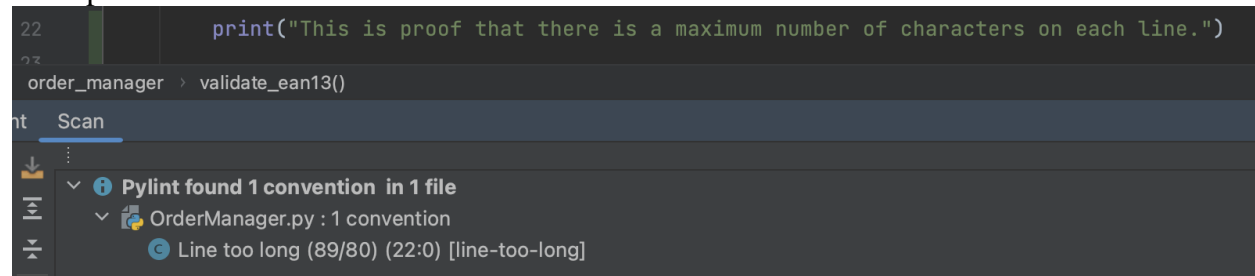 22 print("This is proof that there is a maximum number of characters on each line.")
23
order_manager > validate_ean13()
nt Scan
Pylint found 1 convention in 1 file
OrderManager.py : 1 convention
C Line too long (89/80) (22:0) [line-too-long]